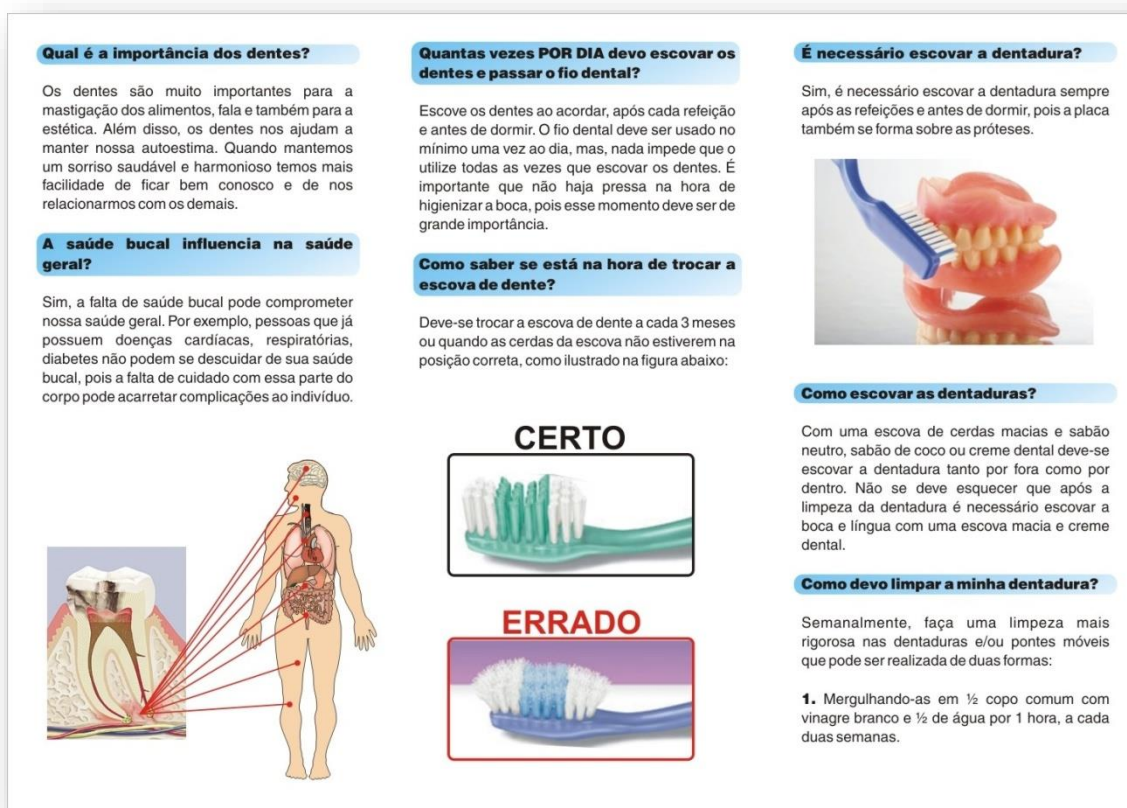 Qual é a importância dos dentes?
Os dentes são muito importantes para a
mastigação dos alimentos, fala e também para a
estética. Além disso, os dentes nos ajudam a
manter nossa autoestima. Quando mantemos
um sorriso saudável e harmonioso temos mais
facilidade de ficar bem conosco e de nos
relacionarmos com os demais.
A saúde bucal influencia na saúde
geral?
Sim, a falta de saúde bucal pode comprometer
nossa saúde geral. Por exemplo, pessoas que já
possuem doenças cardíacas, respiratórias,
diabetes não podem se descuidar de sua saúde
bucal, pois a falta de cuidado com essa parte do
corpo pode acarretar complicações ao indivíduo.
Quantas vezes POR DIA devo escovar os
dentes e passar o fio dental?
Escove os dentes ao acordar, após cada refeição
e antes de dormir. O fio dental deve ser usado no
mínimo uma vez ao dia, mas, nada impede que o
utilize todas as vezes que escovar os dentes. É
importante que não haja pressa na hora de
higienizar a boca, pois esse momento deve ser de
grande importância.
Como saber se está na hora de trocar a
escova de dente?
Deve-se trocar a escova de dente a cada 3 meses
ou quando as cerdas da escova não estiverem na
posição correta, como ilustrado na figura abaixo:
CERTO
ERRADO
É necessário escovar a dentadura?
Sim, é necessário escovar a dentadura sempre
após as refeições e antes de dormir, pois a placa
também se forma sobre as próteses.
Como escovar as dentaduras?
Com uma escova de cerdas macias e sabão
neutro, sabão de coco ou creme dental deve-se
escovar a dentadura tanto por fora como por
dentro. Não se deve esquecer que após a
limpeza da dentadura é necessário escovar a
boca e língua com uma escova macia e creme
dental.
Como devo limpar a minha dentadura?
Semanalmente, faça uma limpeza mais
rigorosa nas dentaduras e/ou pontes móveis
que pode ser realizada de duas formas:
1. Mergulhando-as em ½ copo comum com
vinagre branco e ½ de água por 1 hora, a cada
duas semanas.